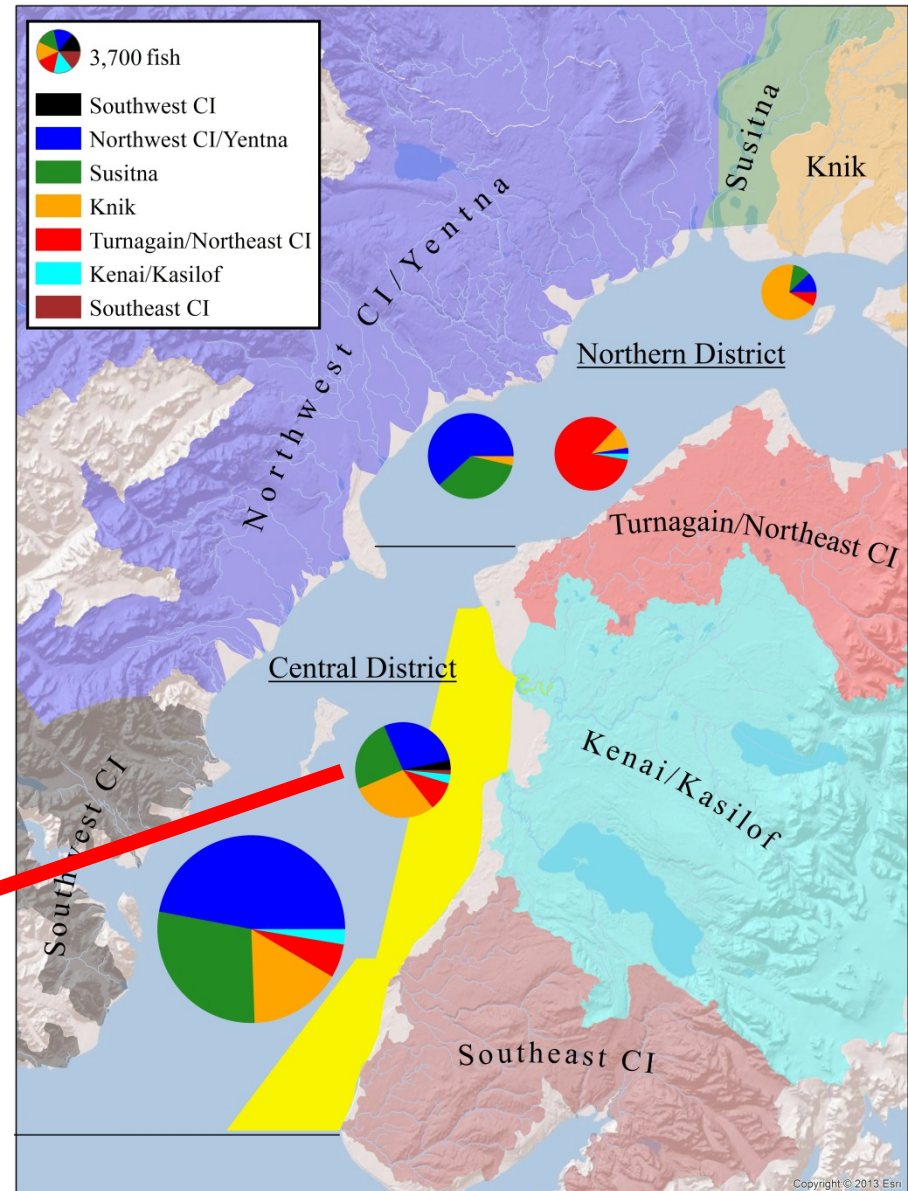 3,700 fish
Southwest CI
Northwest CI/Yentna
Susitna
Knik
Turnagain/Northeast CI
Kenai/Kasilof
Southeast CI
Susitna
Knik
Northwest CI/Yentna
Northern District
Turnagain/Northeast CI
Central District
Kenai/Kasilof
Southwest CI
Southeast CI
Copyright © 2013 Esri